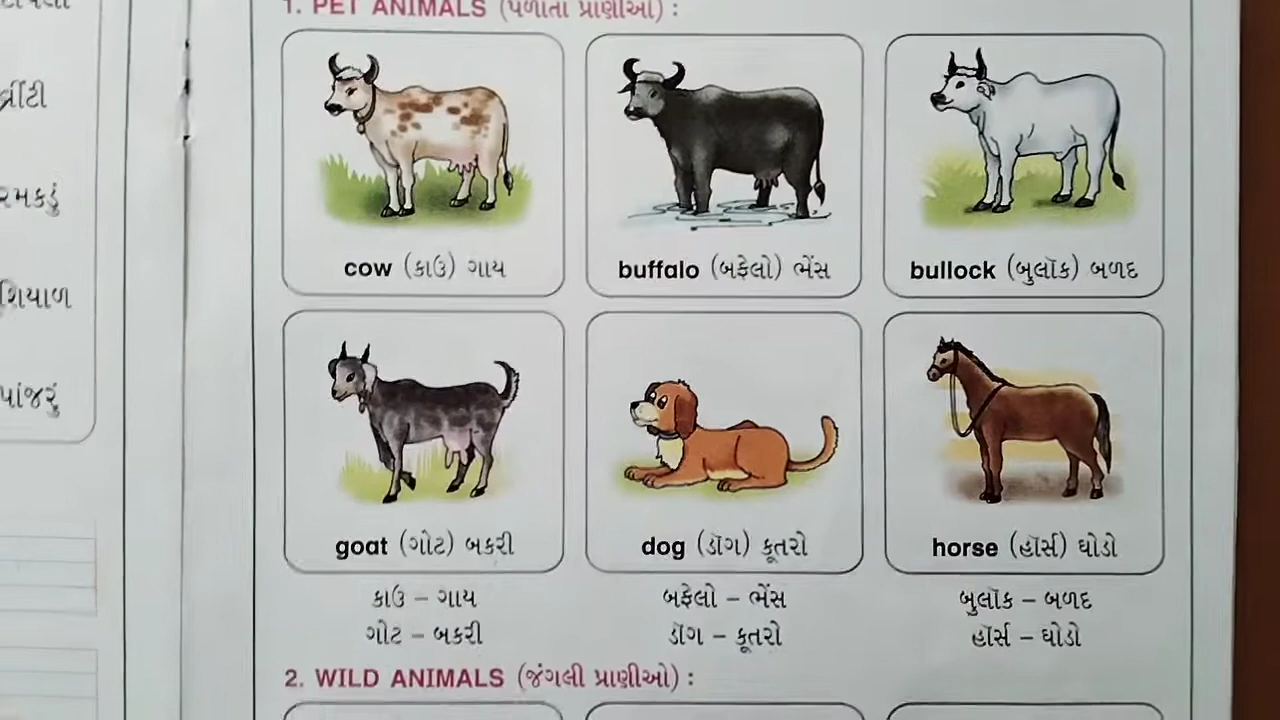 1. PET ANIMALS (પળાતા પ્રાણીઓ) :
cow (કાઉ) ગાય
buffalo (બફેલો) ભેંસ
bullock (બુલૉક) બળદ
goat (ગોટ) બકરી
dog (ડૉગ) કૂતરો
horse (હૉર્સ) ઘોડો
કાઉ – ગાય
બફેલો – ભેંસ
બુલૉક – બળદ
ગોટ – બકરી
ડૉગ – કૂતરો
હૉર્સ – ઘોડો
2. WILD ANIMALS (જંગલી પ્રાણીઓ) :
રમકડું
શિયાળ
પાંજરું